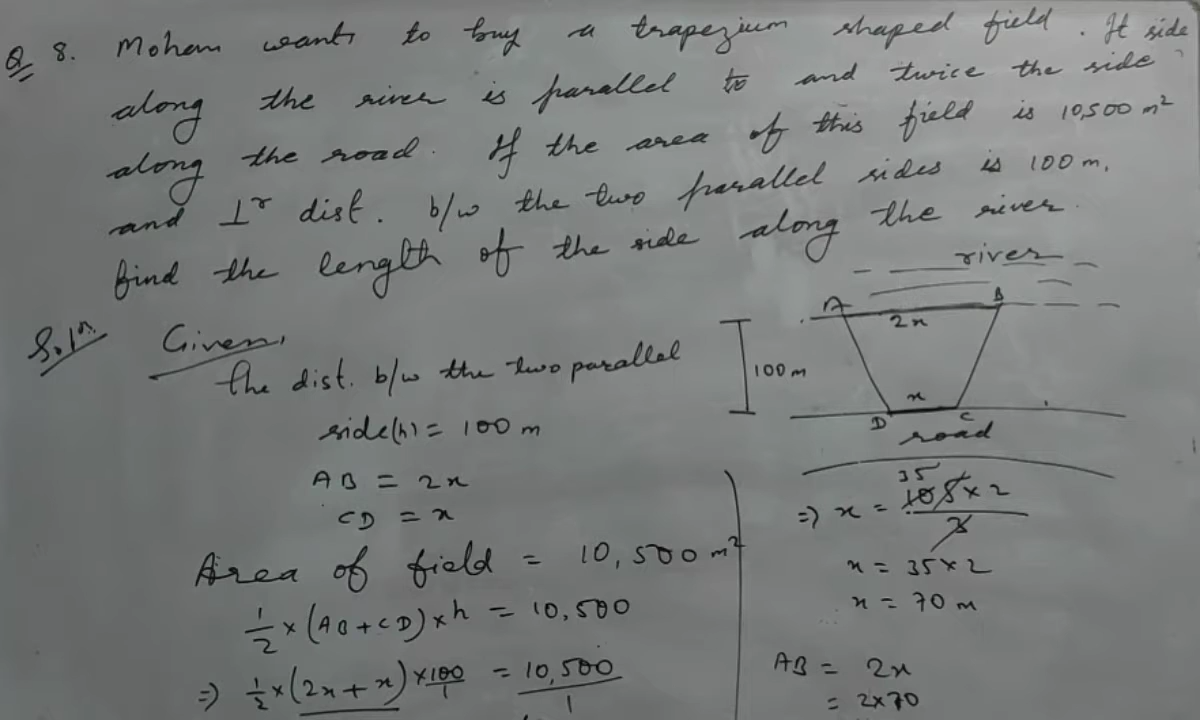 Q 8. Mohan wants to buy a trapezium shaped field. It side
along the river is parallel to and twice the side
along the road. If the area of this field is 10,500 m²
and ⊥ʳ dist. b/w the two parallel sides is 100 m.
find the length of the side along the river.
river
A B
2x
100 m
x
D C
road
Solⁿ Given,
The dist. b/w the two parallel
side(h) = 100 m
AB = 2x
CD = x
Area of field = 10,500 m²
1/2 × (AB + CD) × h = 10,500
=> 1/2 × (2x + x) × 100/1 = 10,500/1
35
=> x = 105 × 2 / 3
x = 35 × 2
x = 70 m
AB = 2x
= 2×70